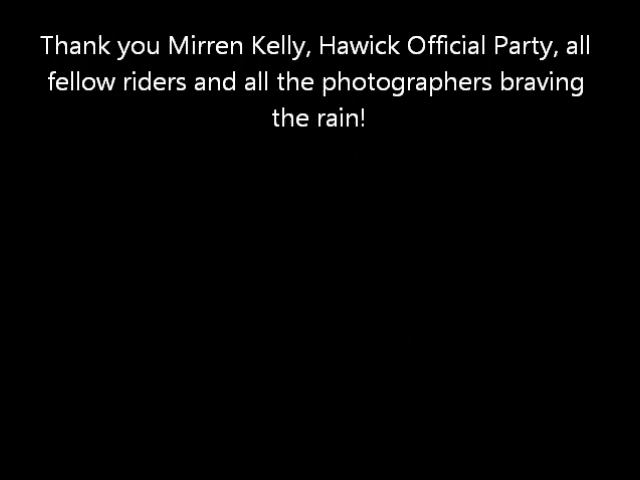 Thank you Mirren Kelly, Hawick Official Party, all
fellow riders and all the photographers braving
the rain!